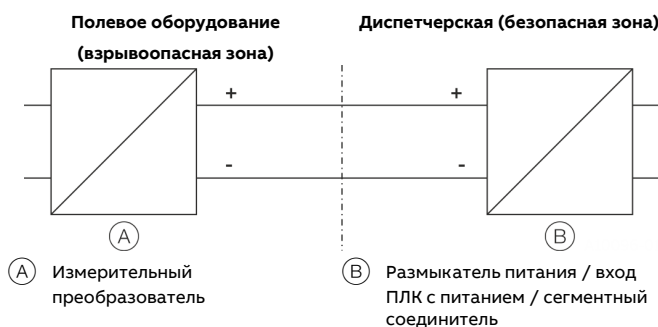 Полевое оборудование
(взрывоопасная зона)
Диспетчерская (безопасная зона)
+
+
-
-
A
B
A Измерительный
преобразователь
B Размыкатель питания / вход
ПЛК с питанием / сегментный
соединитель